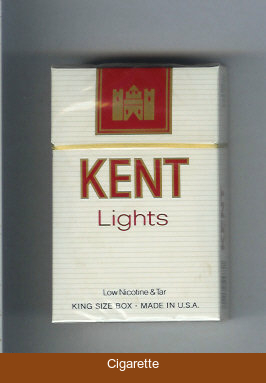 KENT
Lights
Low Nicotine & Tar
KING SIZE BOX - MADE IN U.S.A.
Cigarette